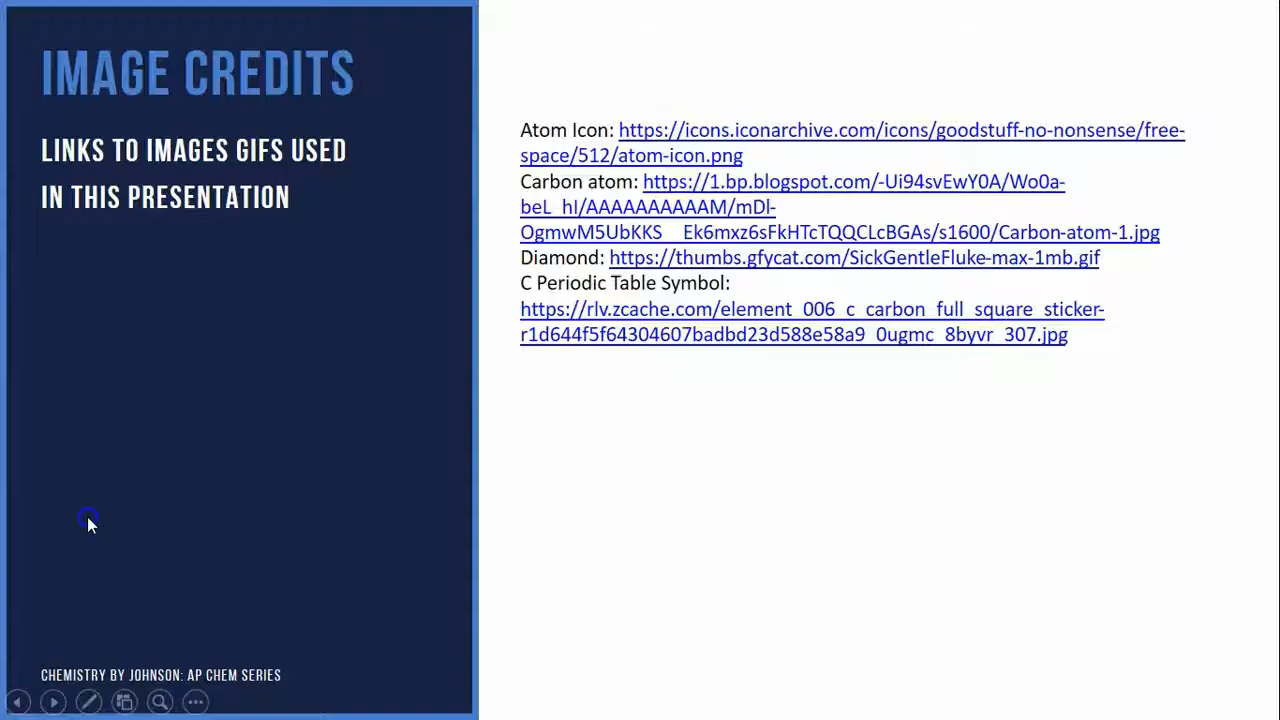 IMAGE CREDITS
LINKS TO IMAGES GIFS USED
IN THIS PRESENTATION
Atom Icon: https://icons.iconarchive.com/icons/goodstuff-no-nonsense/free-
space/512/atom-icon.png
Carbon atom: https://1.bp.blogspot.com/-Ui94svEwY0A/Wo0a-
beL_hI/AAAAAAAAAAM/mDl-
OgmwM5UbKKS__Ek6mxz6sFkHTcTQQCLcBGAs/s1600/Carbon-atom-1.jpg
Diamond: https://thumbs.gfycat.com/SickGentleFluke-max-1mb.gif
C Periodic Table Symbol:
https://rlv.zcache.com/element_006_c_carbon_full_square_sticker-
r1d644f5f64304607badbd23d588e58a9_0ugmc_8byvr_307.jpg
CHEMISTRY BY JOHNSON: AP CHEM SERIES